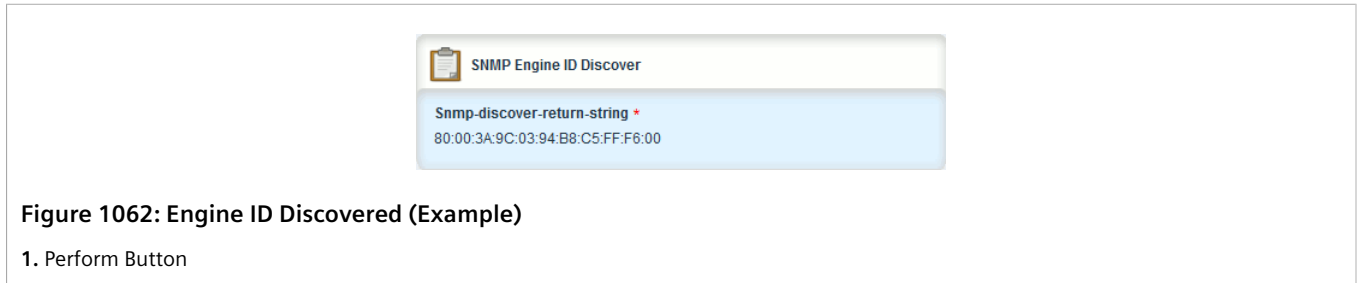 SNMP Engine ID Discover
Snmp-discover-return-string *
80:00:3A:9C:03:94:B8:C5:FF:F6:00
Figure 1062: Engine ID Discovered (Example)
1. Perform Button